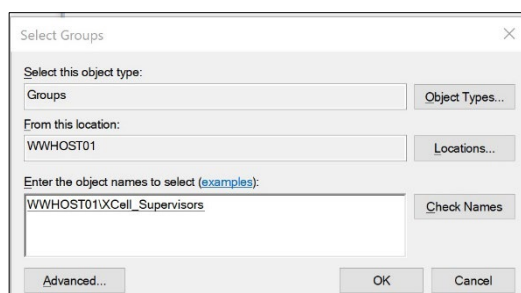 Select Groups
Select this object type:
Groups
Object Types...
From this location:
WWHOST01
Locations...
Enter the object names to select (examples):
WWHOST01\XCell_Supervisors
Check Names
Advanced...
OK
Cancel